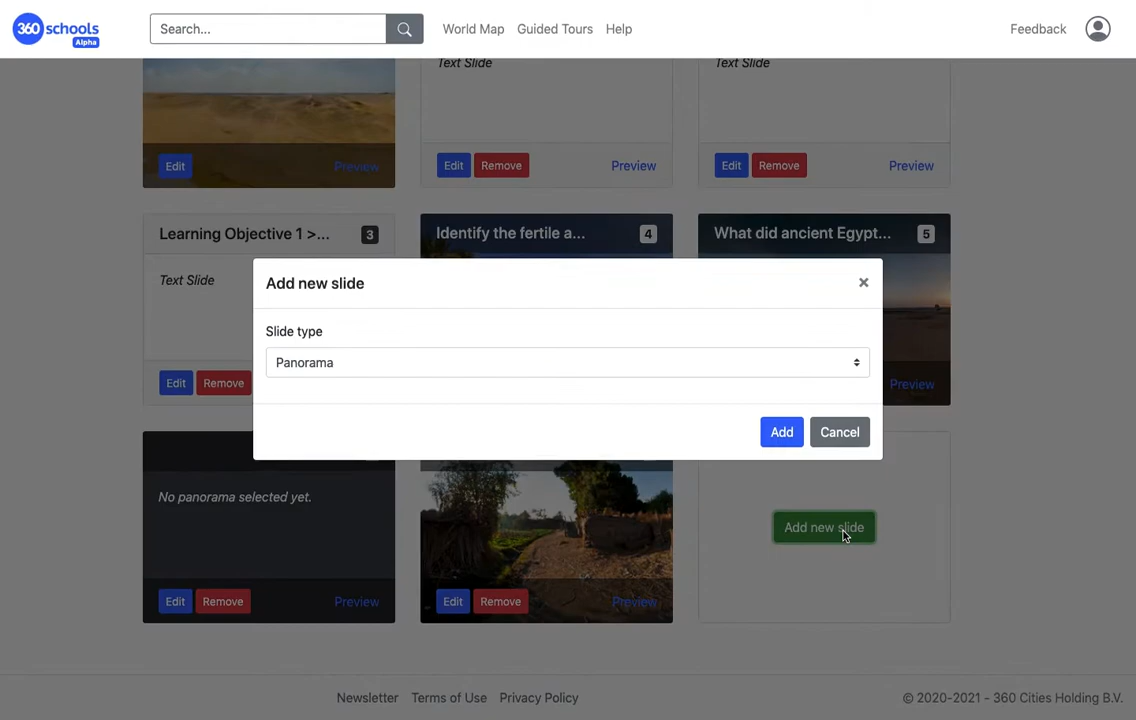 360 schools
Alpha
Search...
World Map
Guided Tours
Help
Feedback
Text Slide
Text Slide
Edit
Preview
Edit
Remove
Preview
Edit
Remove
Preview
Learning Objective 1 >...
3
Identify the fertile a...
4
What did ancient Egypt...
5
Text Slide
Edit
Remove
Preview
Add new slide
×
Slide type
Panorama
Add
Cancel
No panorama selected yet.
Edit
Remove
Preview
Edit
Remove
Preview
Add new slide
Newsletter
Terms of Use
Privacy Policy
© 2020-2021 - 360 Cities Holding B.V.